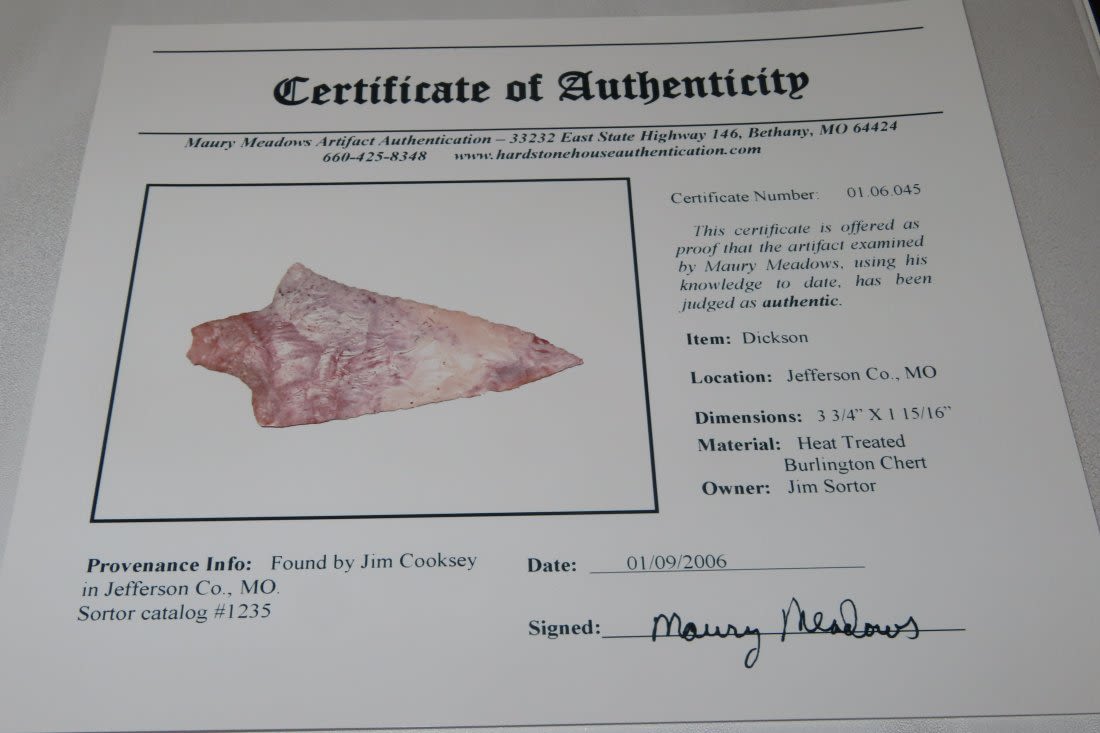 Certificate of Authenticity
Maury Meadows Artifact Authentication – 33232 East State Highway 146, Bethany, MO 64424
660-425-8348 www.hardstonehouseauthentication.com
Certificate Number: 01.06.045
This certificate is offered as
proof that the artifact examined
by Maury Meadows, using his
knowledge to date, has been
judged as authentic.
Item: Dickson
Location: Jefferson Co., MO
Dimensions: 3 3/4” X 1 15/16”
Material: Heat Treated
Burlington Chert
Owner: Jim Sortor
Provenance Info: Found by Jim Cooksey
in Jefferson Co., MO.
Sortor catalog #1235
Date: 01/09/2006
Signed: Maury Meadows